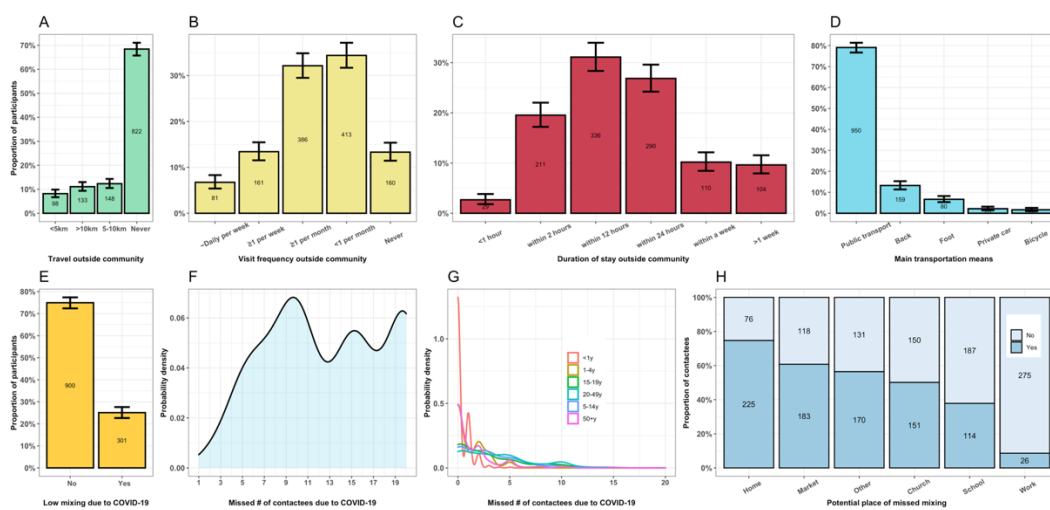 A
Proportion of participants
70%
60%
50%
40%
30%
20%
10%
0%
98
133
148
822
<5km
>10km
5-10km
Never
Travel outside community
B
30%
20%
10%
0%
81
161
386
413
160
~Daily per week
≥1 per week
≥1 per month
<1 per month
Never
Visit frequency outside community
C
30%
20%
10%
0%
211
336
290
110
104
<1 hour
within 2 hours
within 12 hours
within 24 hours
within a week
>1 week
Duration of stay outside community
D
80%
70%
60%
50%
40%
30%
20%
10%
0%
950
159
80
Public transport
Back
Foot
Private car
Bicycle
Main transportation means
E
Proportion of participants
80%
70%
60%
50%
40%
30%
20%
10%
0%
900
301
No
Yes
Low mixing due to COVID-19
F
Probability density
0.06
0.04
0.02
0.00
1
3
5
7
9
11
13
15
17
19
Missed # of contactees due to COVID-19
G
Probability density
1.0
0.5
0.0
<1y
1-4y
15-19y
20-49y
5-14y
50+y
0
5
10
15
20
Missed # of contactees due to COVID-19
H
Proportion of contactees
100%
80%
60%
40%
20%
0%
76
118
131
150
187
275
225
183
170
151
114
26
No
Yes
Home
Market
Other
Church
School
Work
Potential place of missed mixing